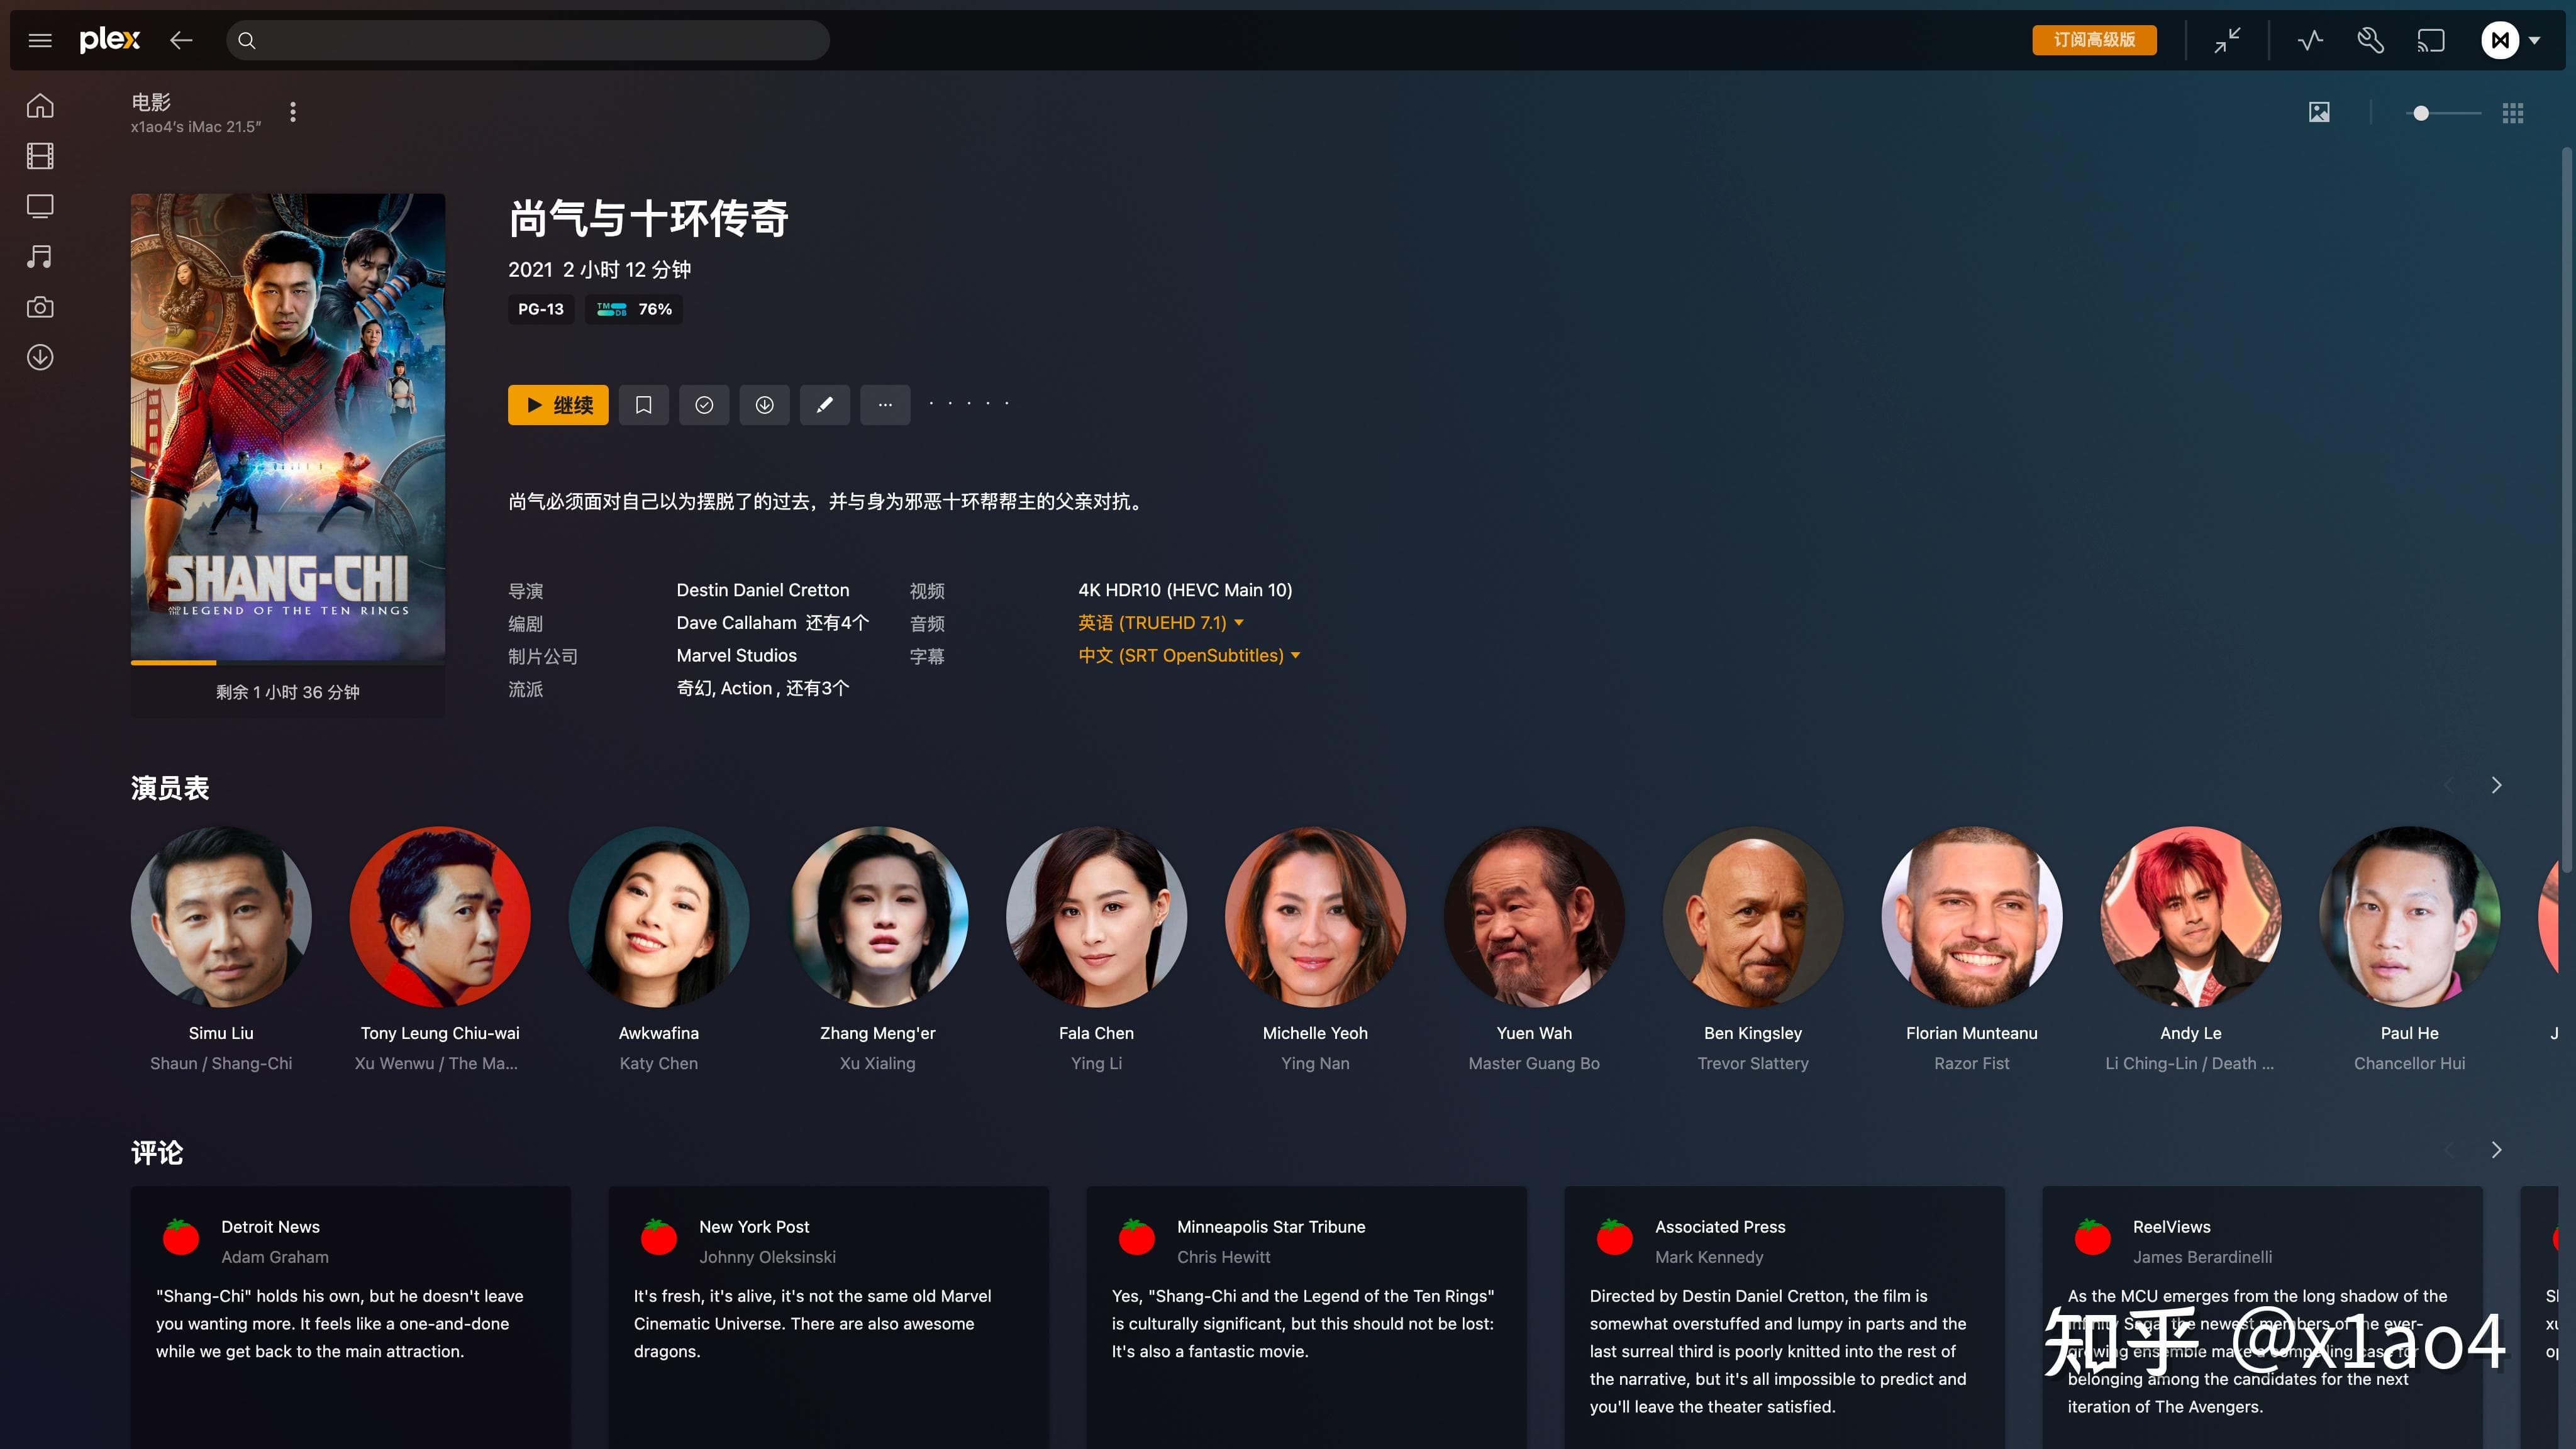 plex
订阅高级版
电影
x1ao4's iMac 21.5"
尚气与十环传奇
2021 2 小时 12 分钟
PG-13
TMDB 76%
继续
尚气必须面对自己以为摆脱了的过去，并与身为邪恶十环帮帮主的父亲对抗。
SHANG-CHI
AND THE LEGEND OF THE TEN RINGS
剩余 1 小时 36 分钟
导演 Destin Daniel Cretton
编剧 Dave Callaham 还有4个
制片公司 Marvel Studios
流派 奇幻, Action , 还有3个
视频 4K HDR10 (HEVC Main 10)
音频 英语 (TRUEHD 7.1)
字幕 中文 (SRT OpenSubtitles)
演员表
Simu Liu
Shaun / Shang-Chi
Tony Leung Chiu-wai
Xu Wenwu / The Ma...
Awkwafina
Katy Chen
Zhang Meng'er
Xu Xialing
Fala Chen
Ying Li
Michelle Yeoh
Ying Nan
Yuen Wah
Master Guang Bo
Ben Kingsley
Trevor Slattery
Florian Munteanu
Razor Fist
Andy Le
Li Ching-Lin / Death ...
Paul He
Chancellor Hui
评论
Detroit News
Adam Graham
"Shang-Chi" holds his own, but he doesn't leave
you wanting more. It feels like a one-and-done
while we get back to the main attraction.
New York Post
Johnny Oleksinski
It's fresh, it's alive, it's not the same old Marvel
Cinematic Universe. There are also awesome
dragons.
Minneapolis Star Tribune
Chris Hewitt
Yes, "Shang-Chi and the Legend of the Ten Rings"
is culturally significant, but this should not be lost:
It's also a fantastic movie.
Associated Press
Mark Kennedy
Directed by Destin Daniel Cretton, the film is
somewhat overstuffed and lumpy in parts and the
last surreal third is poorly knitted into the rest of
the narrative, but it's all impossible to predict and
you'll leave the theater satisfied.
ReelViews
James Berardinelli
As the MCU emerges from the long shadow of the
Infinity Saga, the newest members of the ever-
growing ensemble make a compelling case for
belonging among the candidates for the next
iteration of The Avengers.
知乎 @x1ao4